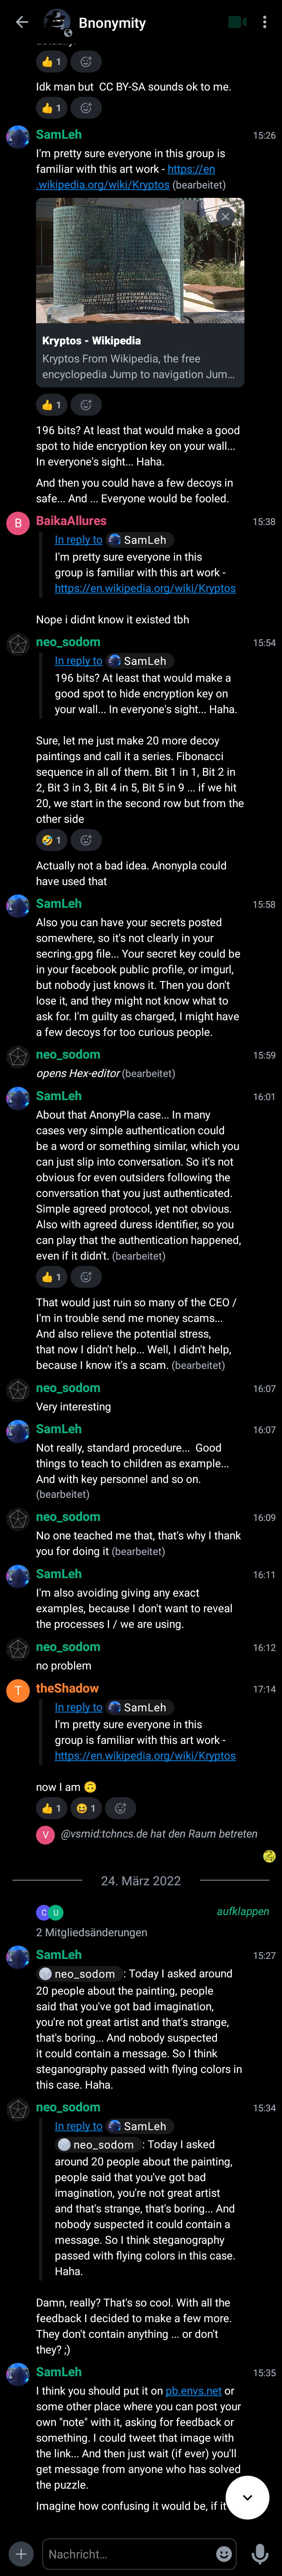 Bnonymity
👍 1
Idk man but CC BY-SA sounds ok to me.
👍 1
SamLeh 15:26
I'm pretty sure everyone in this group is
familiar with this art work - https://en
.wikipedia.org/wiki/Kryptos (bearbeitet)
Kryptos - Wikipedia
Kryptos From Wikipedia, the free
encyclopedia Jump to navigation Jum...
👍 1
196 bits? At least that would make a good
spot to hide encryption key on your wall...
In everyone's sight... Haha.
And then you could have a few decoys in
safe... And ... Everyone would be fooled.
B BaikaAllures 15:38
In reply to SamLeh
I'm pretty sure everyone in this
group is familiar with this art work -
https://en.wikipedia.org/wiki/Kryptos
Nope i didnt know it existed tbh
neo_sodom 15:54
In reply to SamLeh
196 bits? At least that would make a
good spot to hide encryption key on
your wall... In everyone's sight... Haha.
Sure, let me just make 20 more decoy
paintings and call it a series. Fibonacci
sequence in all of them. Bit 1 in 1, Bit 2 in
2, Bit 3 in 3, Bit 4 in 5, Bit 5 in 9 ... if we hit
20, we start in the second row but from the
other side
🤣 1
Actually not a bad idea. Anonypla could
have used that
SamLeh 15:58
Also you can have your secrets posted
somewhere, so it's not clearly in your
secring.gpg file... Your secret key could be
in your facebook public profile, or imgurl,
but nobody just knows it. Then you don't
lose it, and they might not know what to
ask for. I'm guilty as charged, I might have
a few decoys for too curious people.
neo_sodom 15:59
opens Hex-editor (bearbeitet)
SamLeh 16:01
About that AnonyPla case... In many
cases very simple authentication could
be a word or something similar, which you
can just slip into conversation. So it's not
obvious for even outsiders following the
conversation that you just authenticated.
Simple agreed protocol, yet not obvious.
Also with agreed duress identifier, so you
can play that the authentication happened,
even if it didn't. (bearbeitet)
👍 1
That would just ruin so many of the CEO /
I'm in trouble send me money scams...
And also relieve the potential stress,
that now I didn't help... Well, I didn't help,
because I know it's a scam. (bearbeitet)
neo_sodom 16:07
Very interesting
SamLeh 16:07
Not really, standard procedure... Good
things to teach to children as example...
And with key personnel and so on.
(bearbeitet)
neo_sodom 16:09
No one teached me that, that's why I thank
you for doing it (bearbeitet)
SamLeh 16:11
I'm also avoiding giving any exact
examples, because I don't want to reveal
the processes I / we are using.
neo_sodom 16:12
no problem
T theShadow 17:14
In reply to SamLeh
I'm pretty sure everyone in this
group is familiar with this art work -
https://en.wikipedia.org/wiki/Kryptos
now I am 🙃
👍 1 😆 1
V @vsmid:tchncs.de hat den Raum betreten
24. März 2022
C U aufklappen
2 Mitgliedsänderungen
SamLeh 15:27
neo_sodom : Today I asked around
20 people about the painting, people
said that you've got bad imagination,
you're not great artist and that's strange,
that's boring... And nobody suspected
it could contain a message. So I think
steganography passed with flying colors in
this case. Haha.
neo_sodom 15:34
In reply to SamLeh
neo_sodom : Today I asked
around 20 people about the painting,
people said that you've got bad
imagination, you're not great artist
and that's strange, that's boring... And
nobody suspected it could contain a
message. So I think steganography
passed with flying colors in this case.
Haha.
Damn, really? That's so cool. With all the
feedback I decided to make a few more.
They don't contain anything ... or don't
they? ;)
SamLeh 15:35
I think you should put it on pb.envs.net or
some other place where you can post your
own "note" with it, asking for feedback or
something. I could tweet that image with
the link... And then just wait (if ever) you'll
get message from anyone who has solved
the puzzle.
Imagine how confusing it would be, if it
Nachricht...